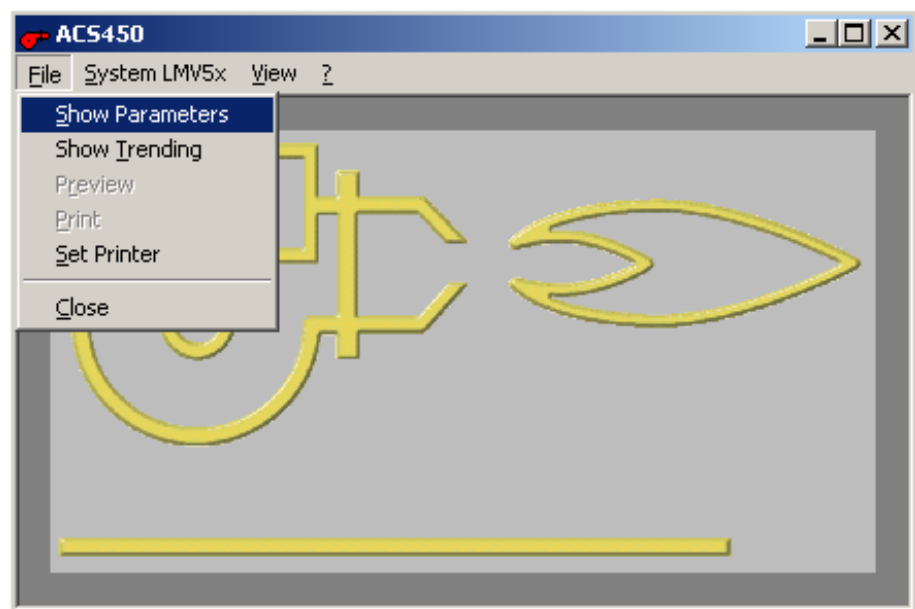 ACS450
File System LMV5x View ?
Show Parameters
Show Trending
Preview
Print
Set Printer
Close